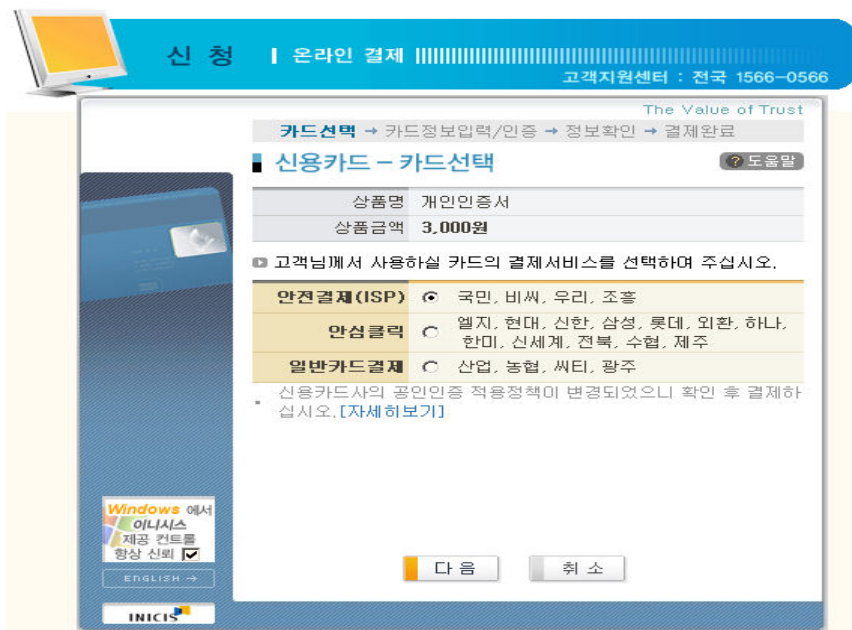 신 청 | 온라인 결제
고객지원센터 : 전국 1566-0566
The Value of Trust
카드선택 → 카드정보입력/인증 → 정보확인 → 결제완료
신용카드 – 카드선택
? 도움말
상품명 개인인증서
상품금액 3,000원
고객님께서 사용하실 카드의 결제서비스를 선택하여 주십시오.
안전결제(ISP) 국민, 비씨, 우리, 조흥
안심클릭 엘지, 현대, 신한, 삼성, 롯데, 외환, 하나,
한미, 신세계, 전북, 수협, 제주
일반카드결제 산업, 농협, 씨티, 광주
신용카드사의 공인인증 적용정책이 변경되었으니 확인 후 결제하
십시오.[자세히보기]
Windows 에서
이니시스
제공 컨트롤
항상 신뢰
ENGLISH →
INICIS
다 음
취 소